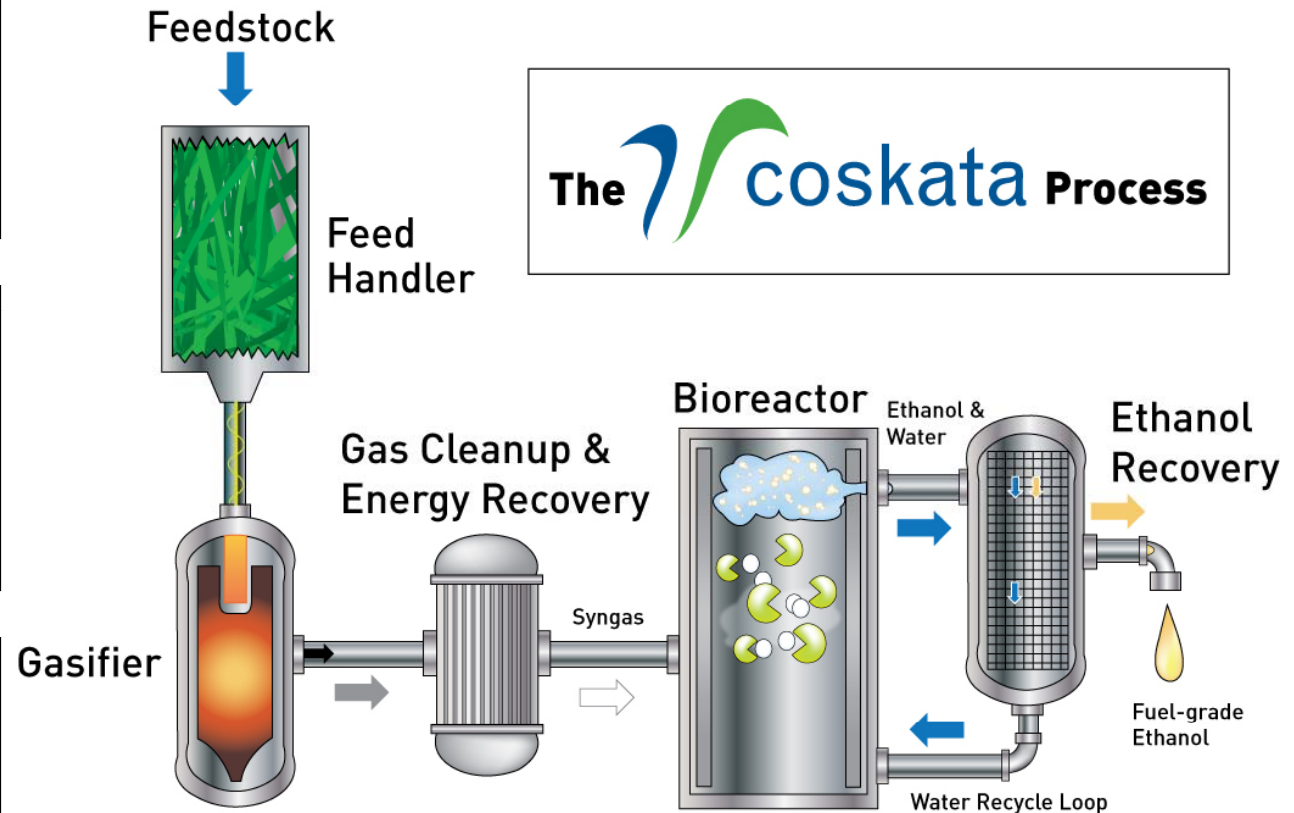 Feedstock
The coskata Process
Feed
Handler
Bioreactor
Ethanol &
Water
Ethanol
Recovery
Gas Cleanup &
Energy Recovery
Syngas
Gasifier
Fuel-grade
Ethanol
Water Recycle Loop